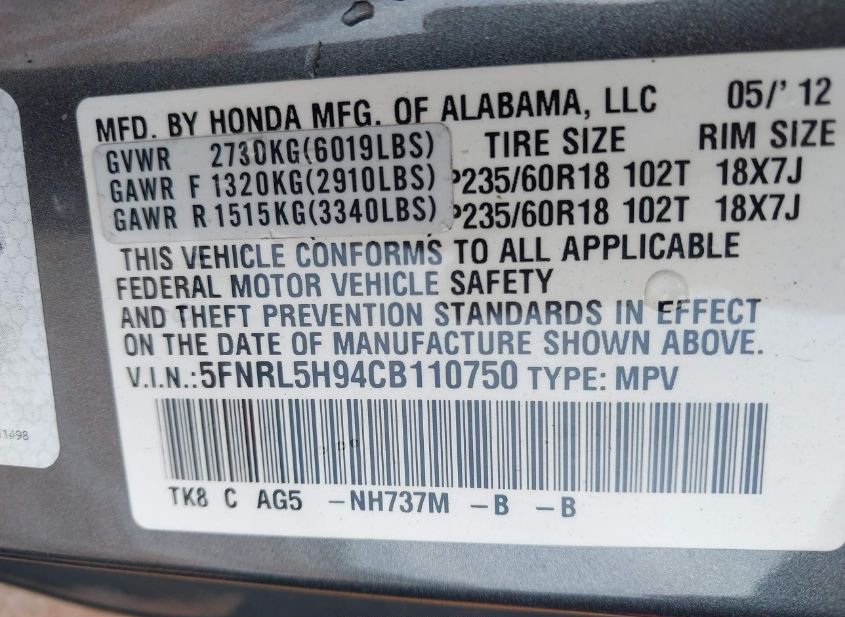 MFD. BY HONDA MFG. OF ALABAMA, LLC 05/'12
GVWR 2730KG(6019LBS) TIRE SIZE RIM SIZE
GAWR F 1320KG(2910LBS) P235/60R18 102T 18X7J
GAWR R 1515KG(3340LBS) P235/60R18 102T 18X7J
THIS VEHICLE CONFORMS TO ALL APPLICABLE
FEDERAL MOTOR VEHICLE SAFETY
AND THEFT PREVENTION STANDARDS IN EFFECT
ON THE DATE OF MANUFACTURE SHOWN ABOVE.
V.I.N.:5FNRL5H94CB110750 TYPE: MPV
TK8 C AG5 -NH737M -B -B